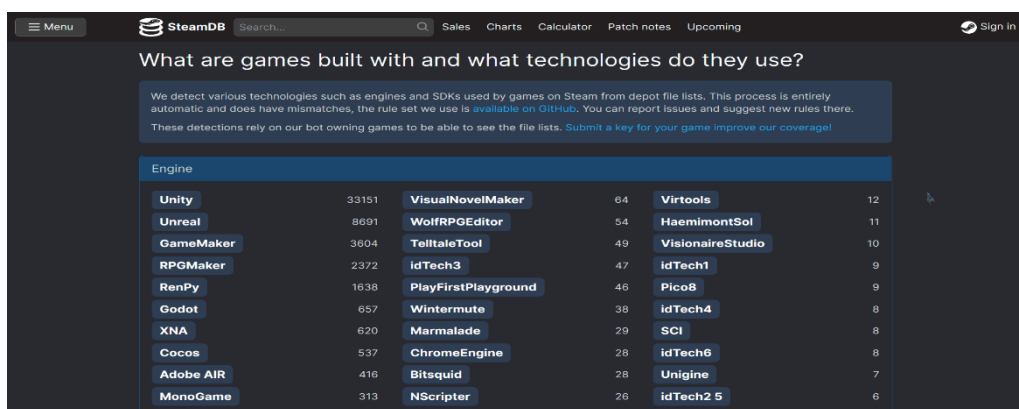 Menu
SteamDB
Search...
Sales Charts Calculator Patch notes Upcoming
Sign in
What are games built with and what technologies do they use?
We detect various technologies such as engines and SDKs used by games on Steam from depot file lists. This process is entirely
automatic and does have mismatches, the rule set we use is available on GitHub. You can report issues and suggest new rules there.
These detections rely on our bot owning games to be able to see the file lists. Submit a key for your game improve our coverage!
Engine
Unity 33151 VisualNovelMaker 64 Virtools 12
Unreal 8691 WolfRPGEditor 54 HaemimontSol 11
GameMaker 3604 TelltaleTool 49 VisionaireStudio 10
RPGMaker 2372 idTech3 47 idTech1 9
RenPy 1638 PlayFirstPlayground 46 Pico8 9
Godot 657 Wintermute 38 idTech4 8
XNA 620 Marmalade 29 SCI 8
Cocos 537 ChromeEngine 28 idTech6 8
Adobe AIR 416 Bitsquid 28 Unigine 7
MonoGame 313 NScripter 26 idTech2 5 6